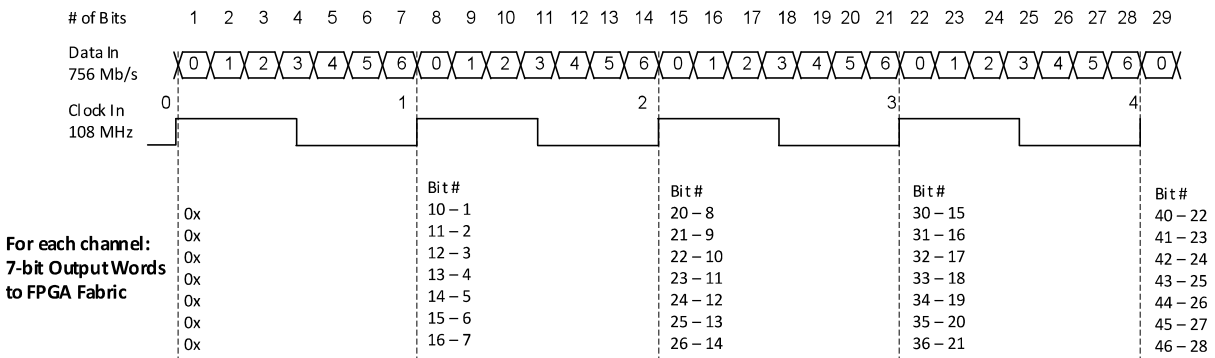 # of Bits 1 2 3 4 5 6 7 8 9 10 11 12 13 14 15 16 17 18 19 20 21 22 23 24 25 26 27 28 29
Data In
756 Mb/s
0 1 2 3 4 5 6 0 1 2 3 4 5 6 0 1 2 3 4 5 6 0 1 2 3 4 5 6 0
Clock In
108 MHz
0 1 2 3 4
For each channel:
7-bit Output Words
to FPGA Fabric
0x
0x
0x
0x
0x
0x
0x
Bit #
10 – 1
11 – 2
12 – 3
13 – 4
14 – 5
15 – 6
16 – 7
Bit #
20 – 8
21 – 9
22 – 10
23 – 11
24 – 12
25 – 13
26 – 14
Bit #
30 – 15
31 – 16
32 – 17
33 – 18
34 – 19
35 – 20
36 – 21
Bit #
40 – 22
41 – 23
42 – 24
43 – 25
44 – 26
45 – 27
46 – 28